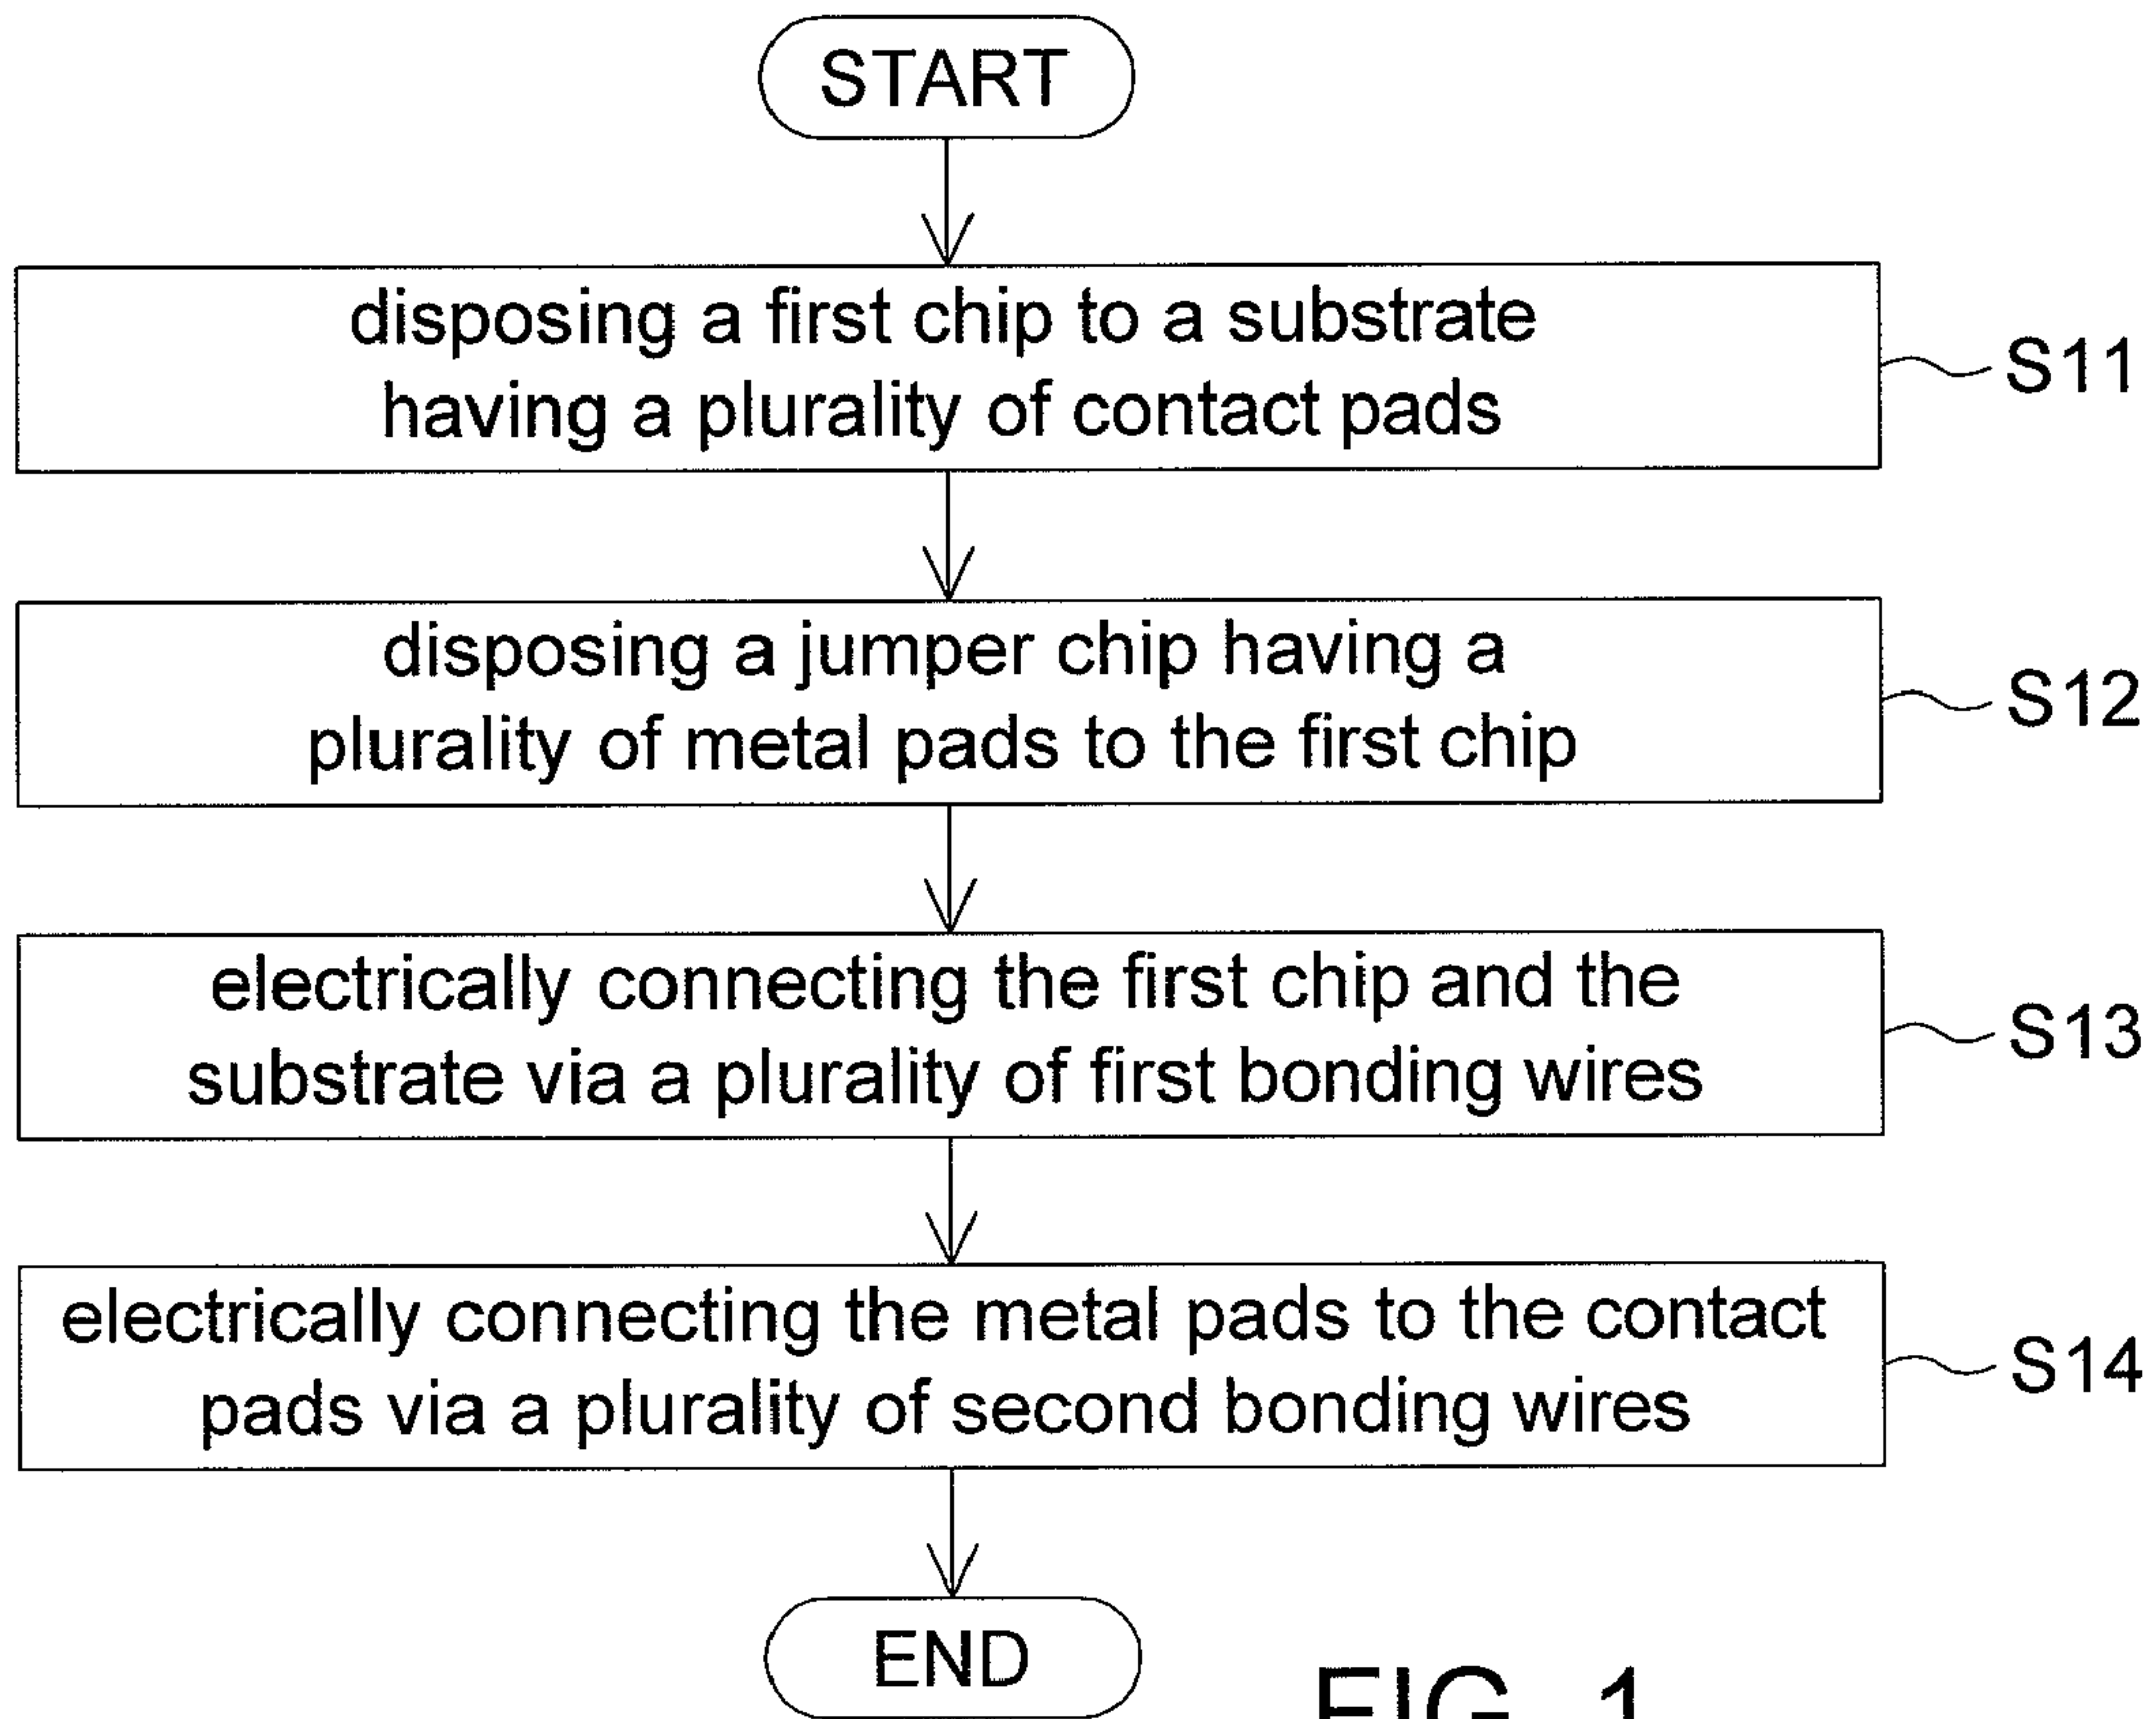 START
disposing a first chip to a substrate
having a plurality of contact pads
S11
disposing a jumper chip having a
plurality of metal pads to the first chip
S12
electrically connecting the first chip and the
substrate via a plurality of first bonding wires
S13
electrically connecting the metal pads to the contact
pads via a plurality of second bonding wires
S14
END
FIG. 1